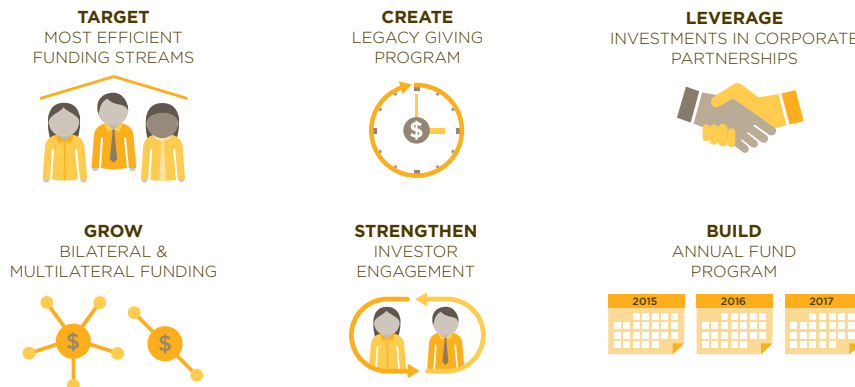 TARGET
MOST EFFICIENT
FUNDING STREAMS
CREATE
LEGACY GIVING
PROGRAM
$
LEVERAGE
INVESTMENTS IN CORPORATE
PARTNERSHIPS
GROW
BILATERAL &
MULTILATERAL FUNDING
$
$
STRENGTHEN
INVESTOR
ENGAGEMENT
BUILD
ANNUAL FUND
PROGRAM
2015
2016
2017